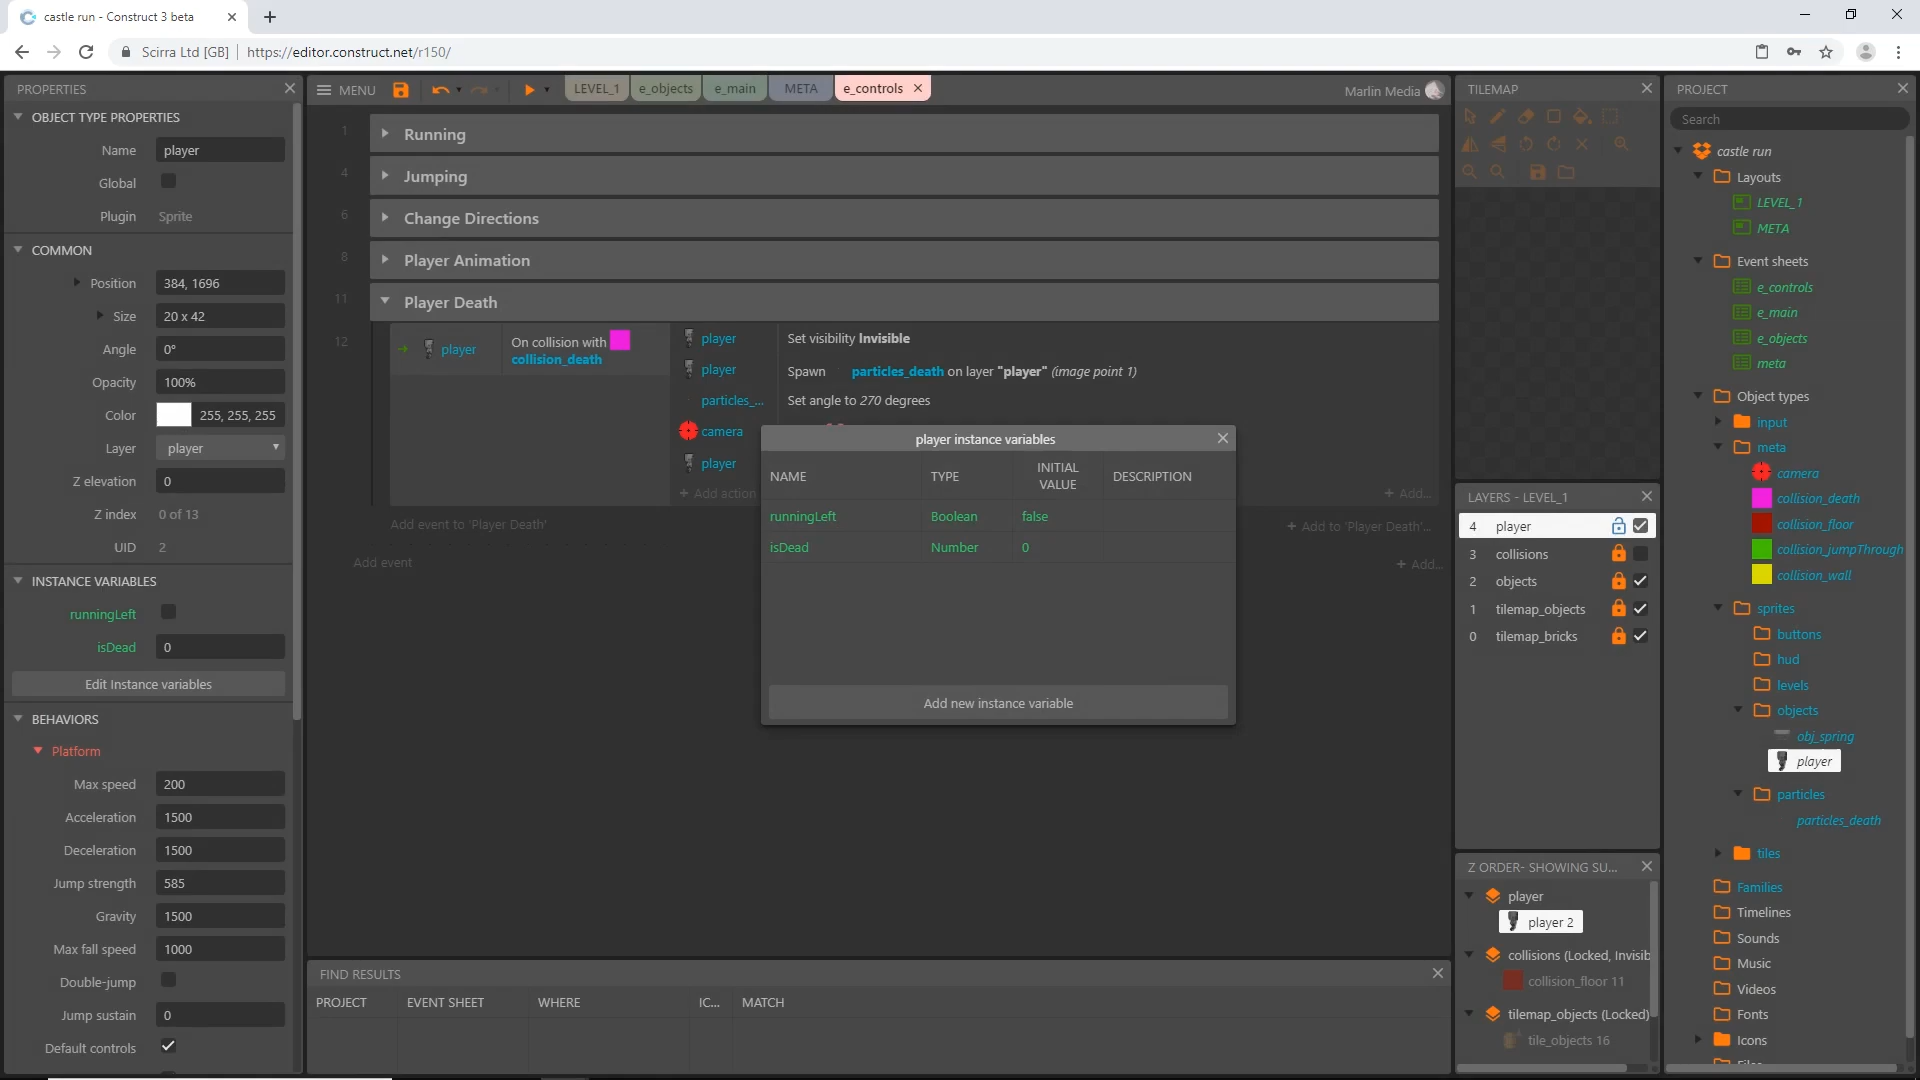 castle run - Construct 3 beta
Scirra Ltd [GB] | https://editor.construct.net/r150/
PROPERTIES
OBJECT TYPE PROPERTIES
Name player
Global
Plugin Sprite
COMMON
Position 384, 1696
Size 20 x 42
Angle 0°
Opacity 100%
Color 255, 255, 255
Layer player
Z elevation 0
Z index 0 of 13
UID 2
INSTANCE VARIABLES
runningLeft
isDead 0
Edit Instance variables
BEHAVIORS
Platform
Max speed 200
Acceleration 1500
Deceleration 1500
Jump strength 585
Gravity 1500
Max fall speed 1000
Double-jump
Jump sustain 0
Default controls
MENU
LEVEL_1 e_objects e_main META e_controls
Marlin Media
1 Running
4 Jumping
6 Change Directions
8 Player Animation
11 Player Death
12 player On collision with
collision_death
player Set visibility Invisible
player Spawn particles_death on layer "player" (image point 1)
particles_... Set angle to 270 degrees
camera
player
+ Add action
+ Add...
Add event to 'Player Death'
+ Add to 'Player Death'...
Add event
+ Add...
player instance variables
NAME TYPE INITIAL VALUE DESCRIPTION
runningLeft Boolean false
isDead Number 0
Add new instance variable
FIND RESULTS
PROJECT EVENT SHEET WHERE IC... MATCH
TILEMAP
LAYERS - LEVEL_1
4 player
3 collisions
2 objects
1 tilemap_objects
0 tilemap_bricks
Z ORDER- SHOWING SU...
player
player 2
collisions (Locked, Invisib
collision_floor 11
tilemap_objects (Locked)
tile_objects 16
PROJECT
Search
castle run
Layouts
LEVEL_1
META
Event sheets
e_controls
e_main
e_objects
meta
Object types
input
meta
camera
collision_death
collision_floor
collision_jumpThrough
collision_wall
sprites
buttons
hud
levels
objects
obj_spring
player
particles
particles_death
tiles
Families
Timelines
Sounds
Music
Videos
Fonts
Icons